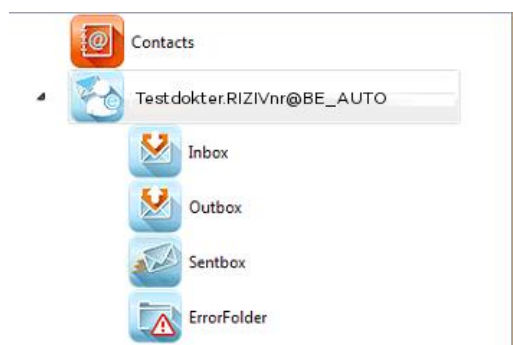 Contacts
Testdokter.RIZIVnr@BE_AUTO
Inbox
Outbox
Sentbox
ErrorFolder